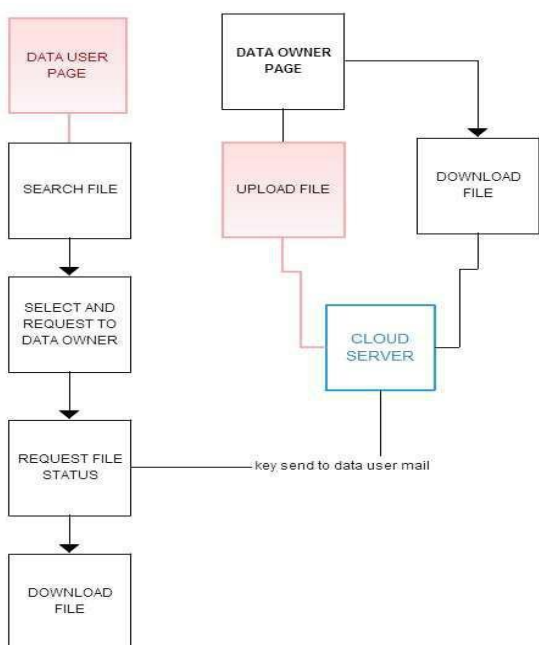 DATA USER
PAGE
DATA OWNER
PAGE
SEARCH FILE
UPLOAD FILE
DOWNLOAD
FILE
SELECT AND
REQUEST TO
DATA OWNER
CLOUD
SERVER
REQUEST FILE
STATUS
key send to data user mail
DOWNLOAD
FILE